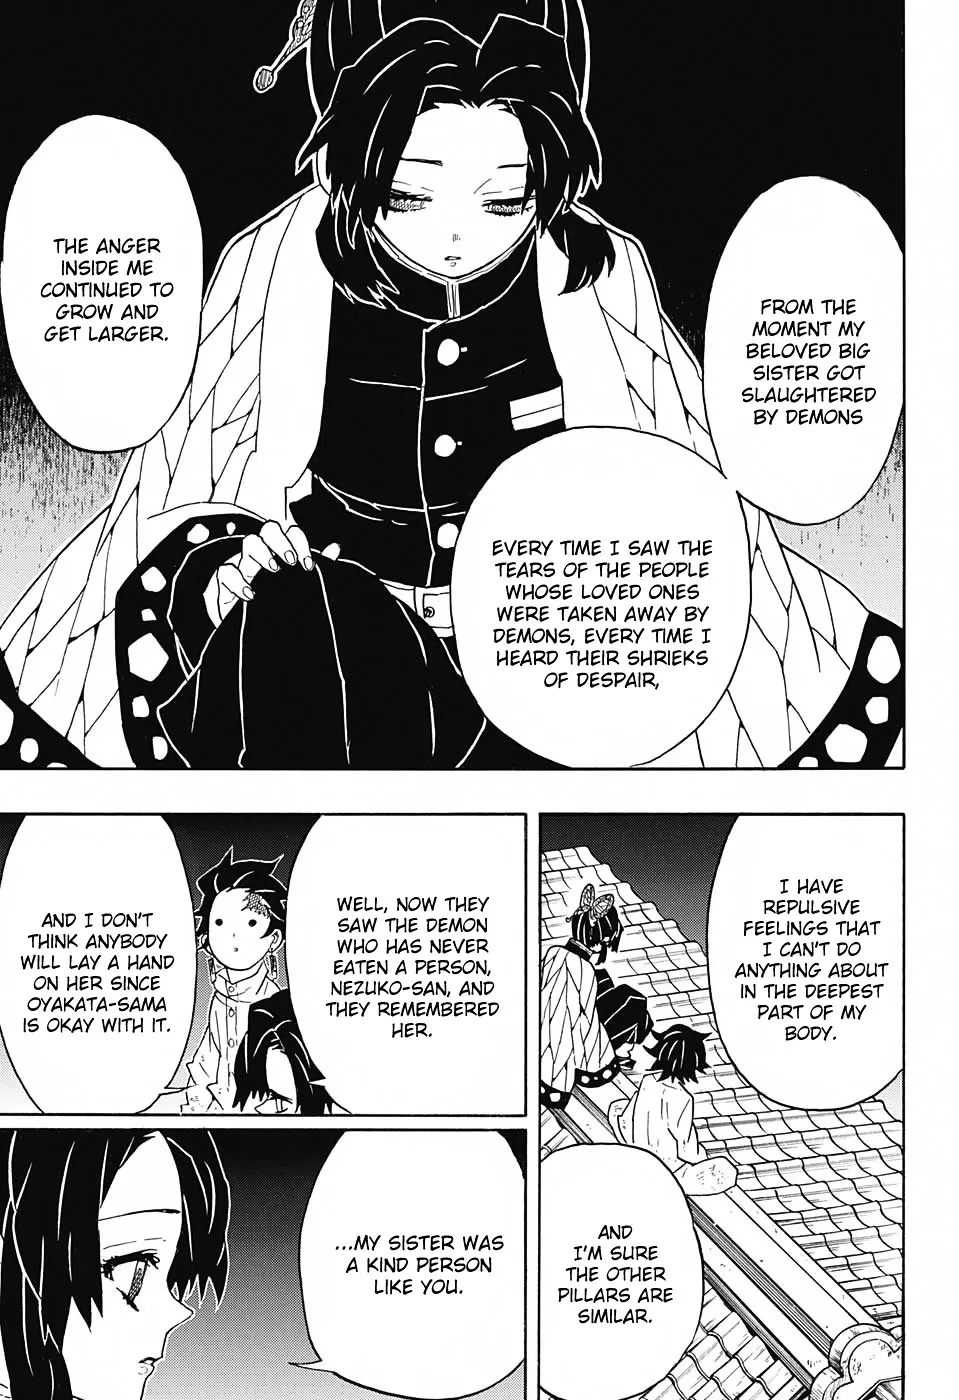 FROM THE
MOMENT MY
BELOVED BIG
SISTER GOT
SLAUGHTERED
BY DEMONS
EVERY TIME I SAW THE
TEARS OF THE PEOPLE
WHOSE LOVED ONES
WERE TAKEN AWAY BY
DEMONS, EVERY TIME I
HEARD THEIR SHRIEKS
OF DESPAIR,
THE ANGER
INSIDE ME
CONTINUED TO
GROW AND
GET LARGER.
I HAVE
REPULSIVE
FEELINGS THAT
I CAN'T DO
ANYTHING ABOUT
IN THE DEEPEST
PART OF MY
BODY.
AND
I'M SURE
THE OTHER
PILLARS ARE
SIMILAR.
WELL, NOW THEY
SAW THE DEMON
WHO HAS NEVER
EATEN A PERSON,
NEZUKO-SAN, AND
THEY REMEMBERED
HER.
AND I DON'T
THINK ANYBODY
WILL LAY A HAND
ON HER SINCE
OYAKATA-SAMA
IS OKAY WITH IT.
...MY SISTER WAS
A KIND PERSON
LIKE YOU.